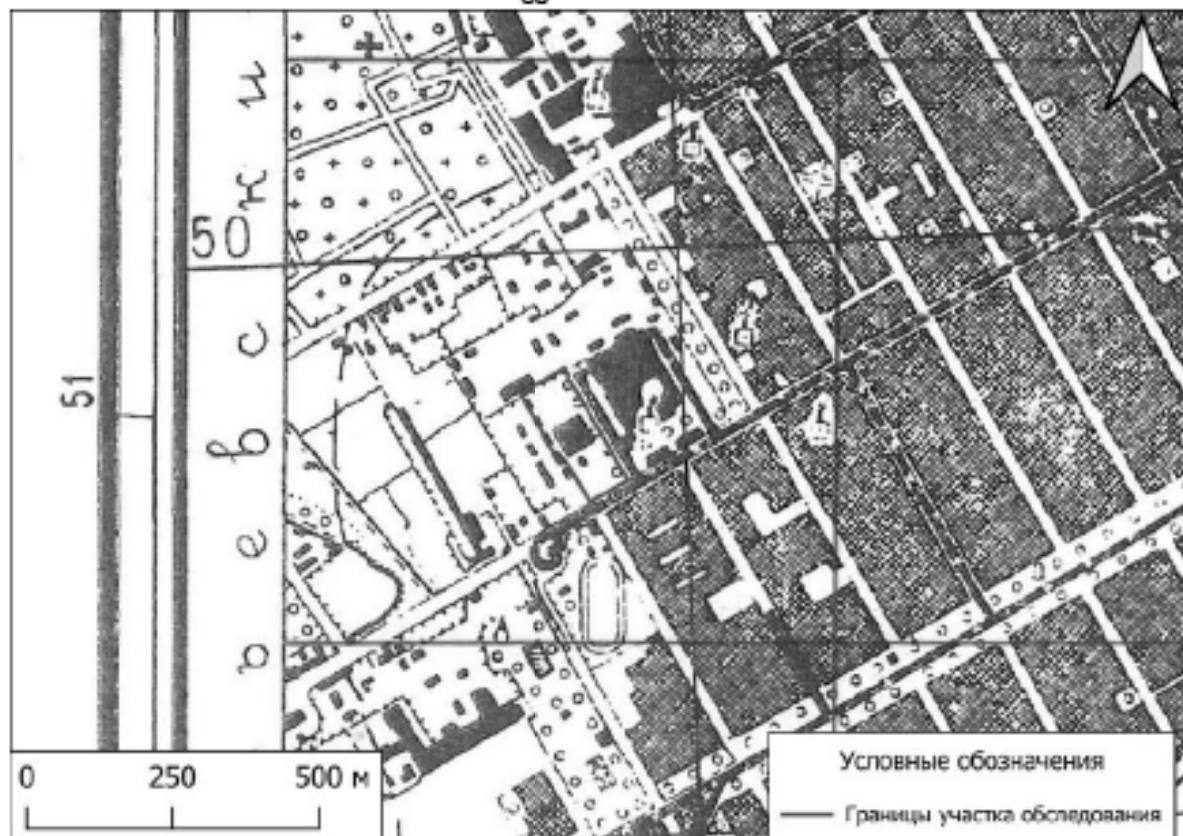 50
51
0 250 500 м
Условные обозначения
Границы участка обследования